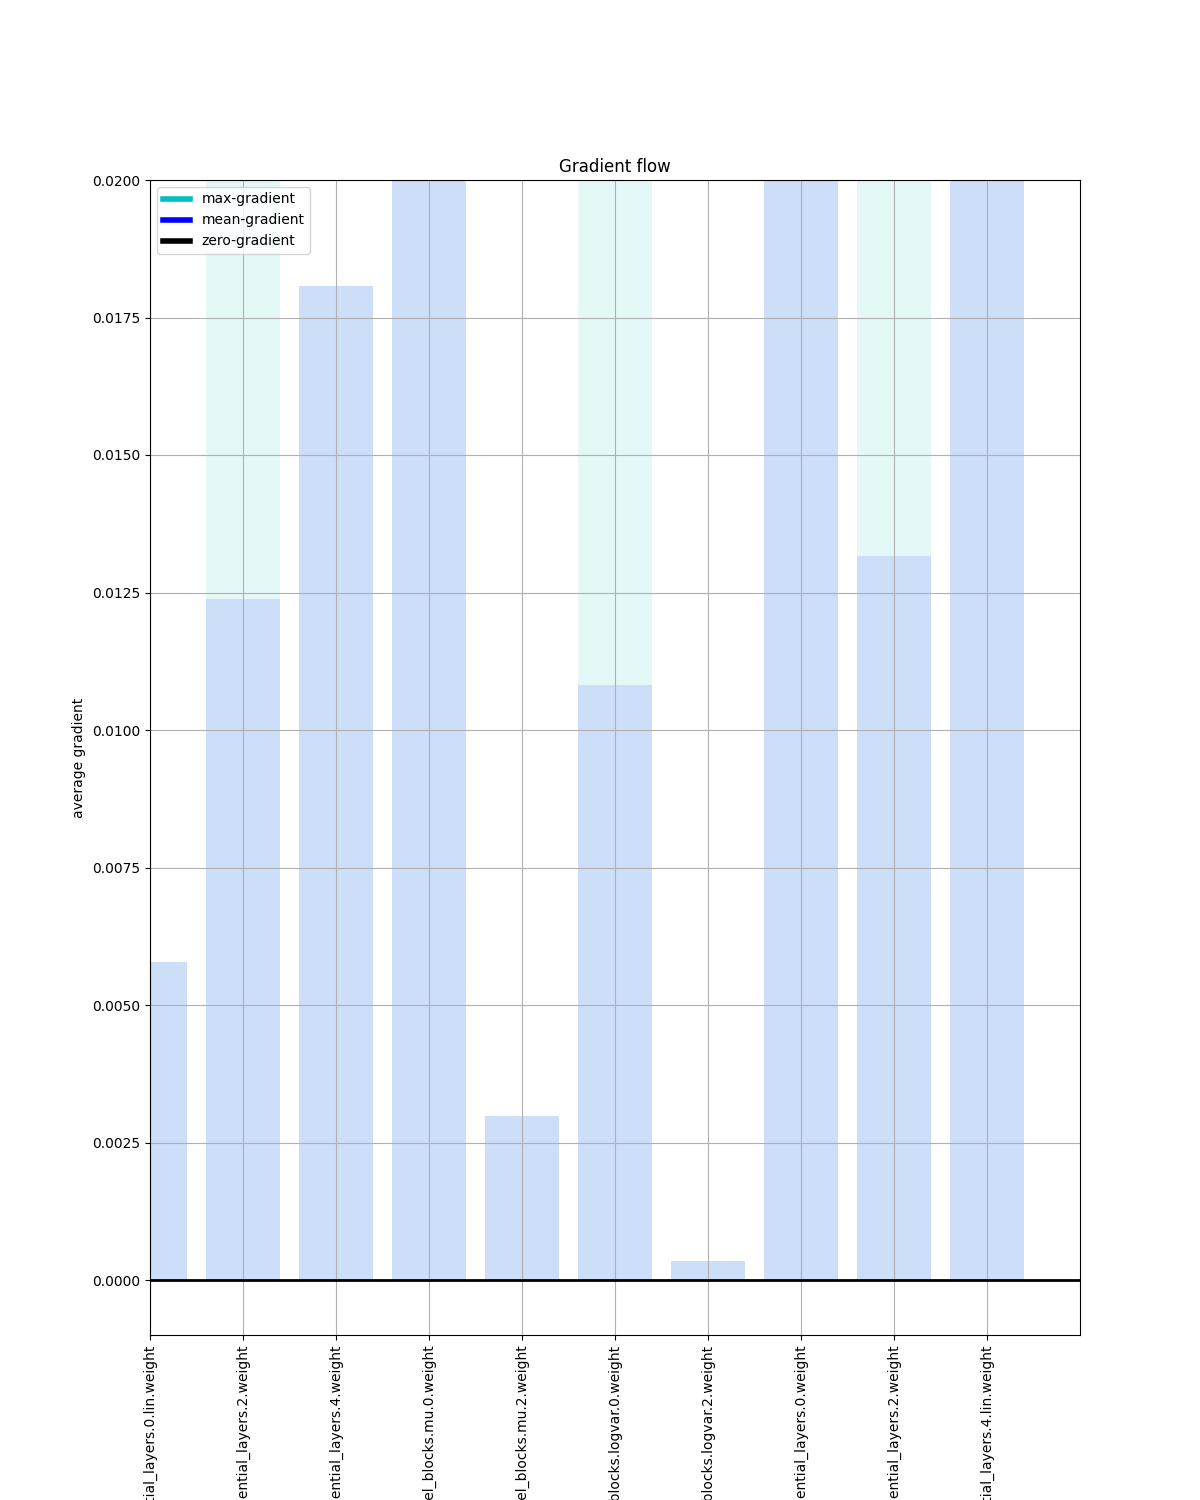 Gradient flow
max-gradient
mean-gradient
zero-gradient
0.0200
0.0175
0.0150
0.0125
0.0100
0.0075
0.0050
0.0025
0.0000
average gradient
tial_layers.0.lin.weight
ential_layers.2.weight
ential_layers.4.weight
el_blocks.mu.0.weight
el_blocks.mu.2.weight
blocks.logvar.0.weight
blocks.logvar.2.weight
ential_layers.0.weight
ential_layers.2.weight
tial_layers.4.lin.weight